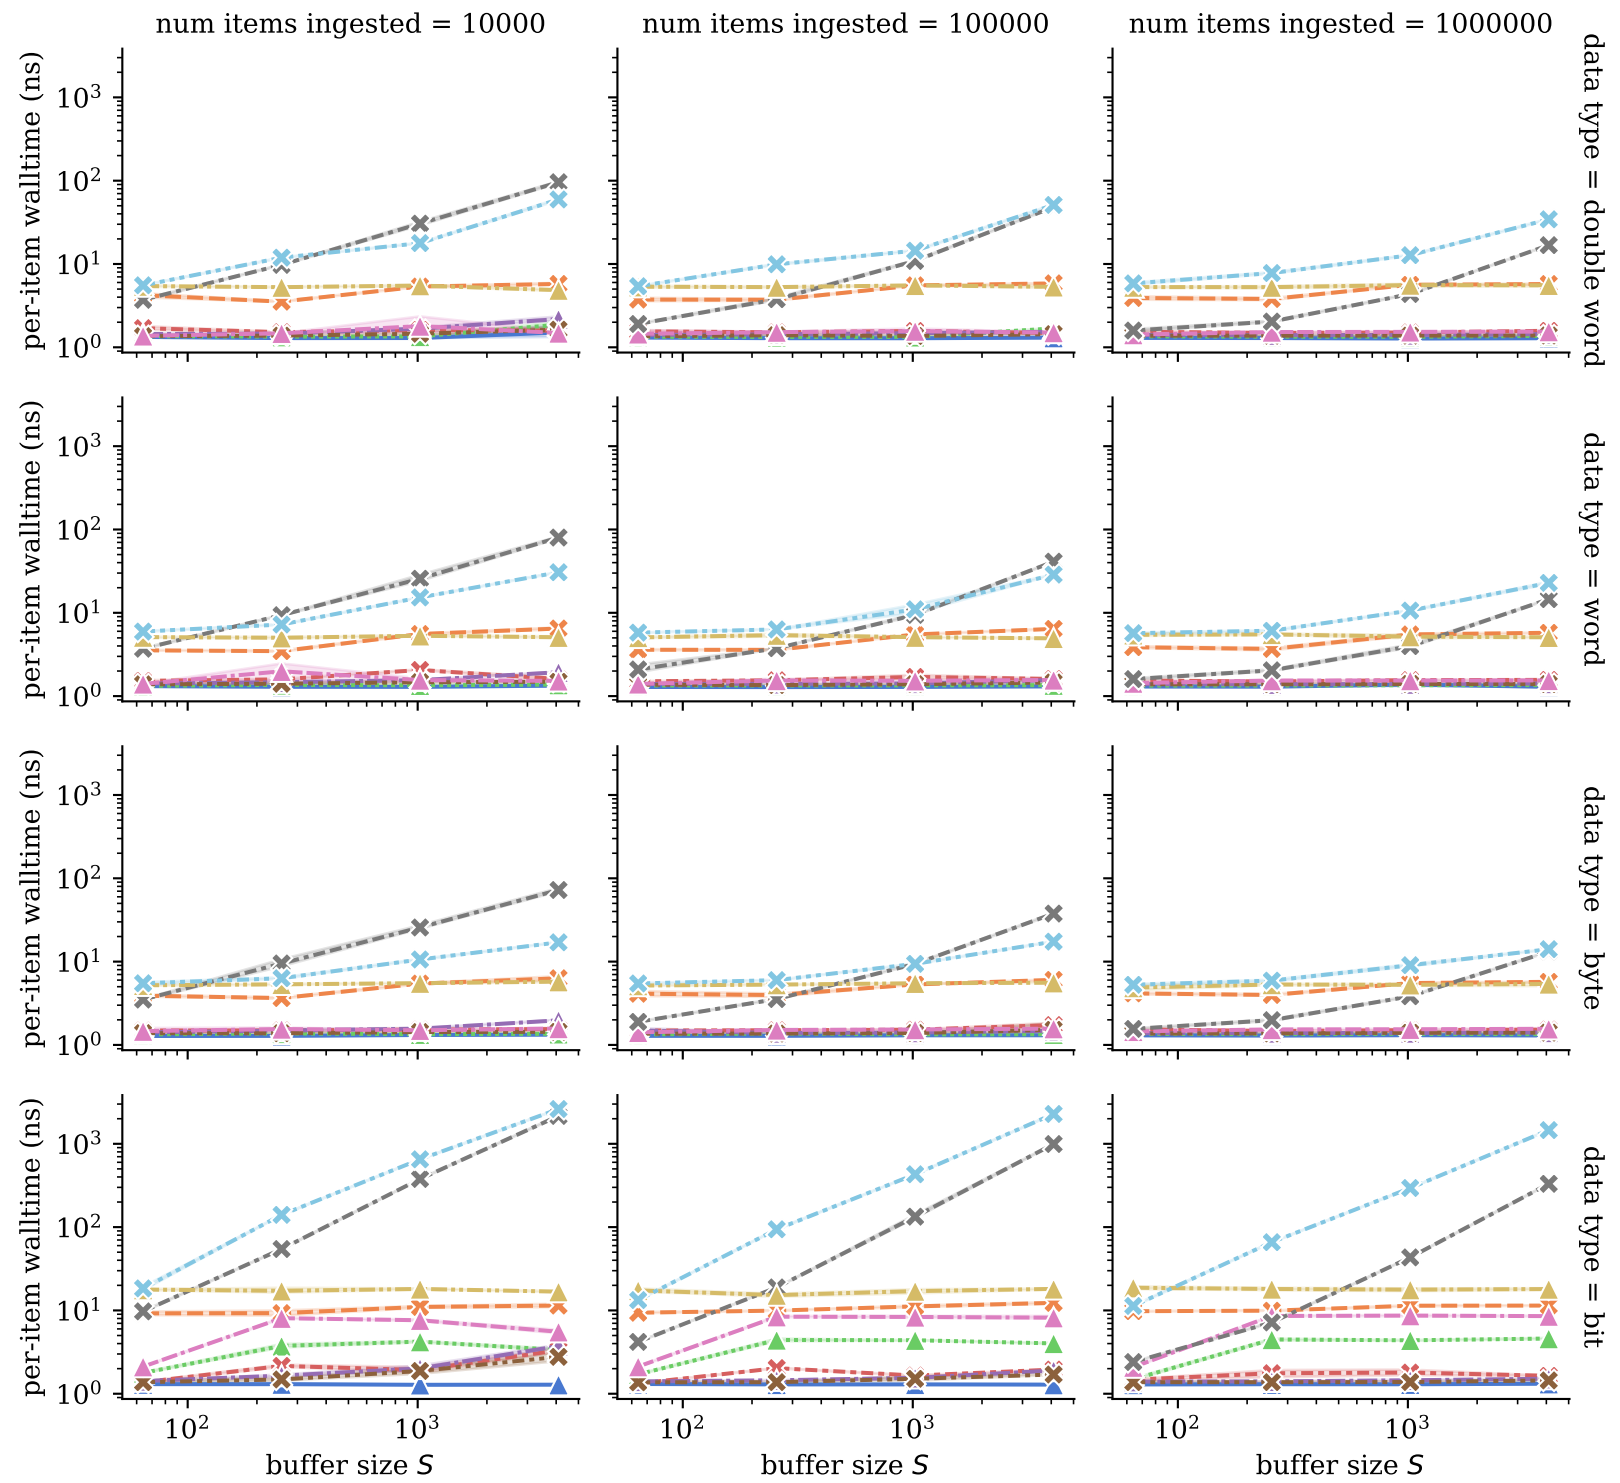 num items ingested = 10000
num items ingested = 100000
num items ingested = 1000000
per-item walltime (ns)
10³
10²
10¹
10⁰
data type = double word
per-item walltime (ns)
10³
10²
10¹
10⁰
data type = word
per-item walltime (ns)
10³
10²
10¹
10⁰
data type = byte
per-item walltime (ns)
10³
10²
10¹
10⁰
data type = bit
10² 10³
10² 10³
10² 10³
buffer size S
buffer size S
buffer size S